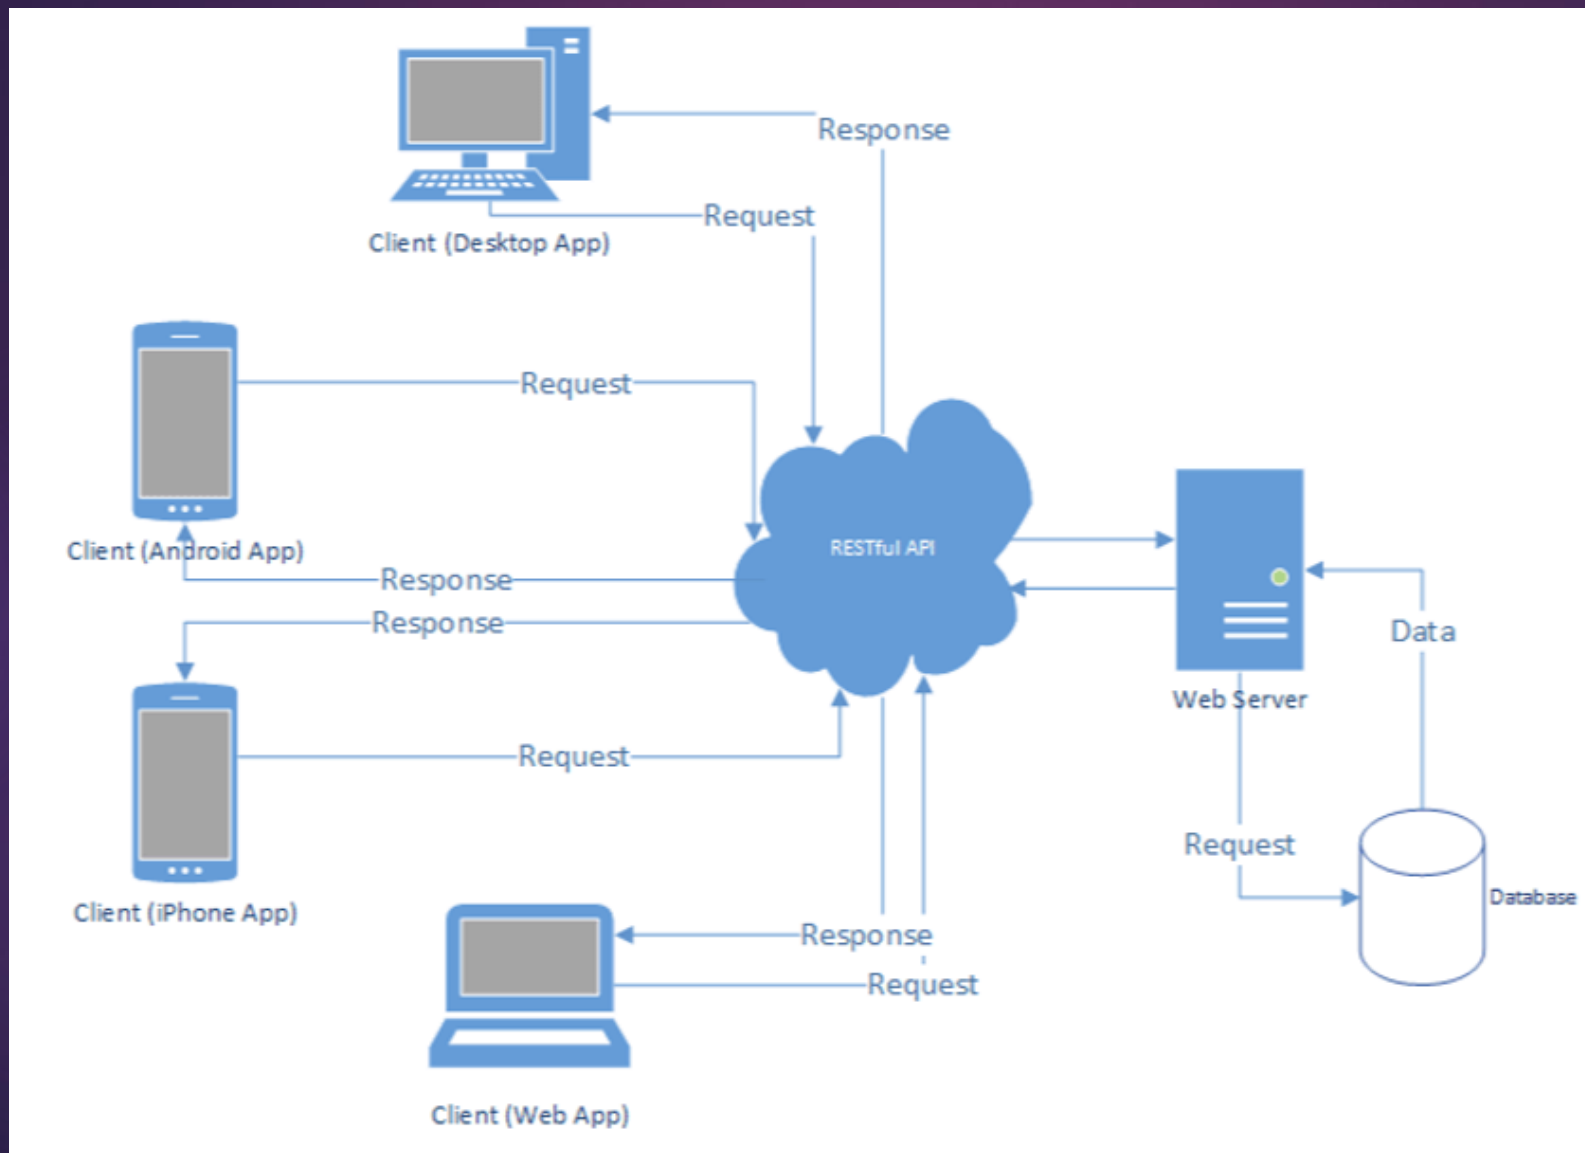 Response
Request
Client (Desktop App)
Request
Client (Android App)
RESTful API
Response
Response
Data
Web Server
Request
Request
Database
Client (iPhone App)
Response
Request
Client (Web App)